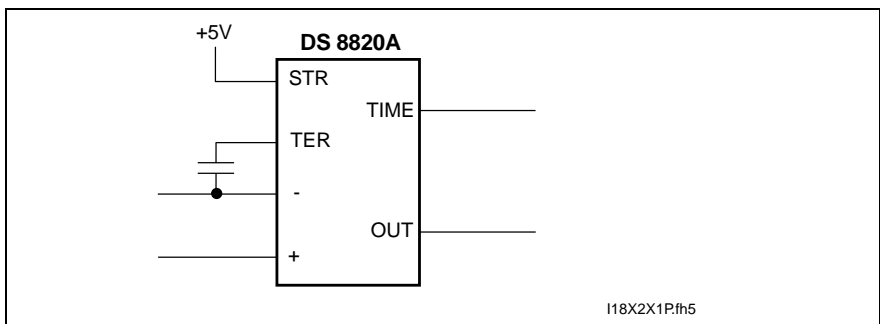 +5V
DS 8820A
STR
TIME
TER
-
OUT
+
I18X2X1P.fh5